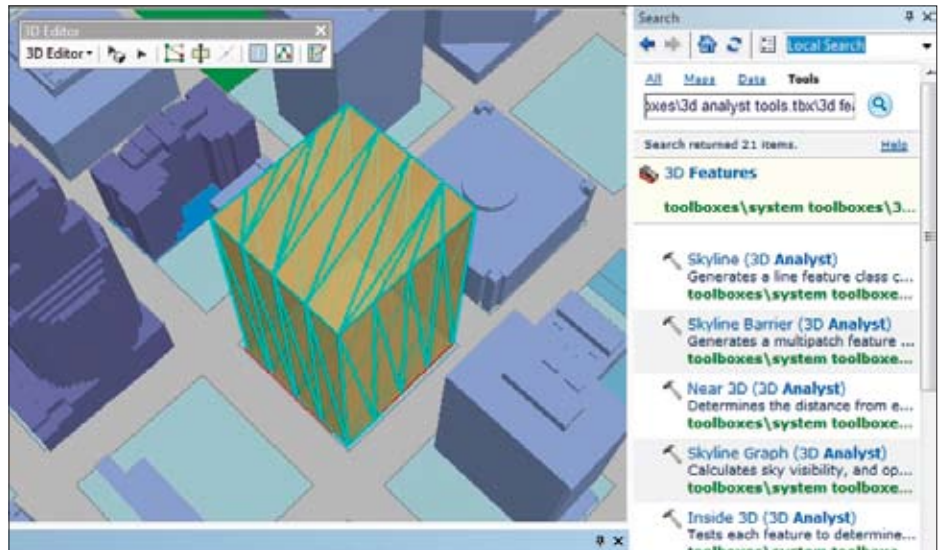 3D Editor
3D Editor
Search
Local Search
All Maps Data Tools
oxes\3d analyst tools.tbx\3d fe
Search returned 21 items. Help
3D Features
toolboxes\system toolboxes\3...
Skyline (3D Analyst)
Generates a line feature class c...
toolboxes\system toolboxe...
Skyline Barrier (3D Analyst)
Generates a multipatch feature ...
toolboxes\system toolboxe...
Near 3D (3D Analyst)
Determines the distance from e...
toolboxes\system toolboxe...
Skyline Graph (3D Analyst)
Calculates sky visibility, and op...
toolboxes\system toolboxe...
Inside 3D (3D Analyst)
Tests each feature to determine...
toolboxes\system toolboxe...